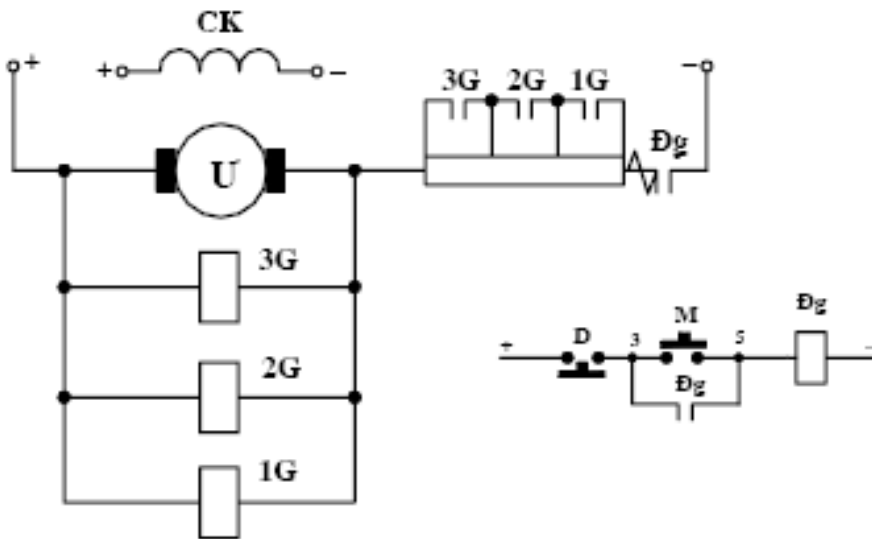 CK
+
+
−
3G 2G 1G
−
Đg
Ư
3G
2G
1G
Đg
+ D 3 M 5 −
Đg